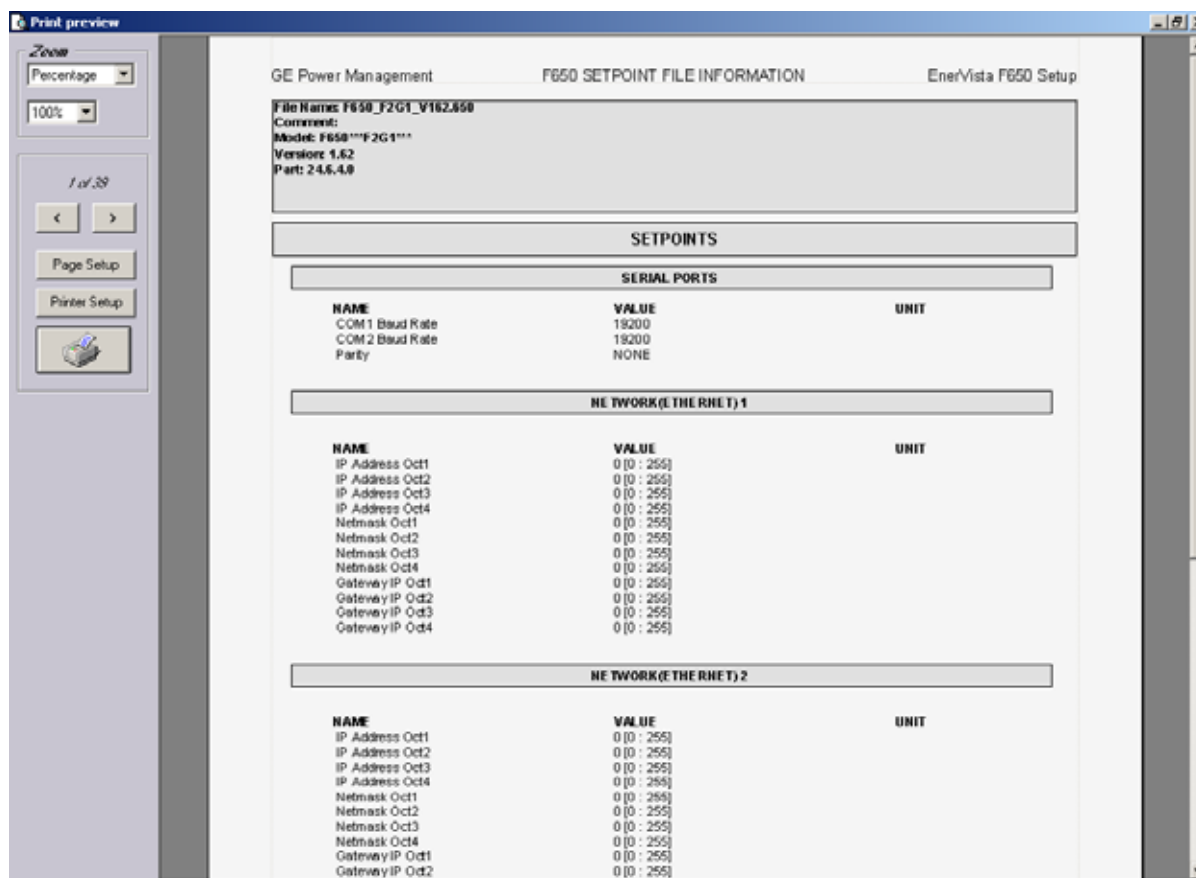 Print preview
Zoom
Percentage
100%
1 of 39
< >
Page Setup
Printer Setup
GE Power Management F650 SETPOINT FILE INFORMATION EnerVista F650 Setup
File Name: F650_F2G1_V162.650
Comment:
Model: F650***F2G1***
Version: 1.62
Part: 24.6.4.0
SETPOINTS
SERIAL PORTS
NAME VALUE UNIT
COM1 Baud Rate 19200
COM2 Baud Rate 19200
Parity NONE
NETWORK(ETHERNET) 1
NAME VALUE UNIT
IP Address Oct1 0 [0 : 255]
IP Address Oct2 0 [0 : 255]
IP Address Oct3 0 [0 : 255]
IP Address Oct4 0 [0 : 255]
Netmask Oct1 0 [0 : 255]
Netmask Oct2 0 [0 : 255]
Netmask Oct3 0 [0 : 255]
Netmask Oct4 0 [0 : 255]
Gateway IP Oct1 0 [0 : 255]
Gateway IP Oct2 0 [0 : 255]
Gateway IP Oct3 0 [0 : 255]
Gateway IP Oct4 0 [0 : 255]
NETWORK(ETHERNET) 2
NAME VALUE UNIT
IP Address Oct1 0 [0 : 255]
IP Address Oct2 0 [0 : 255]
IP Address Oct3 0 [0 : 255]
IP Address Oct4 0 [0 : 255]
Netmask Oct1 0 [0 : 255]
Netmask Oct2 0 [0 : 255]
Netmask Oct3 0 [0 : 255]
Netmask Oct4 0 [0 : 255]
Gateway IP Oct1 0 [0 : 255]
Gateway IP Oct2 0 [0 : 255]